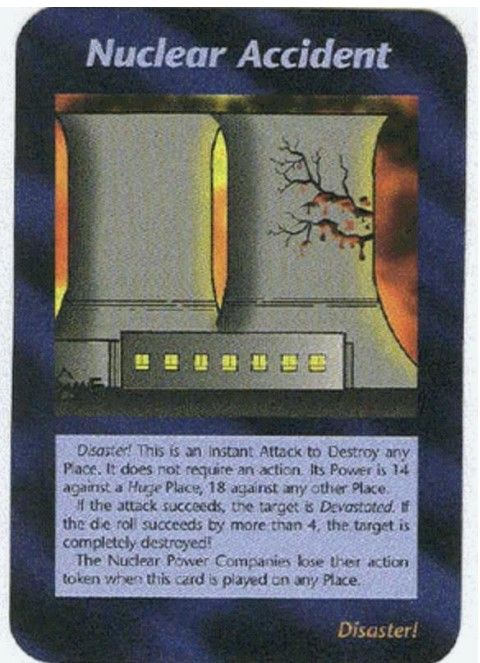 Nuclear Accident
Disaster! This is an Instant Attack to Destroy any
Place. It does not require an action. Its Power is 14
against a Huge Place, 18 against any other Place.
If the attack succeeds, the target is Devastated. If
the die roll succeeds by more than 4, the target is
completely destroyed!
The Nuclear Power Companies lose their action
token when this card is played on any Place.
Disaster!